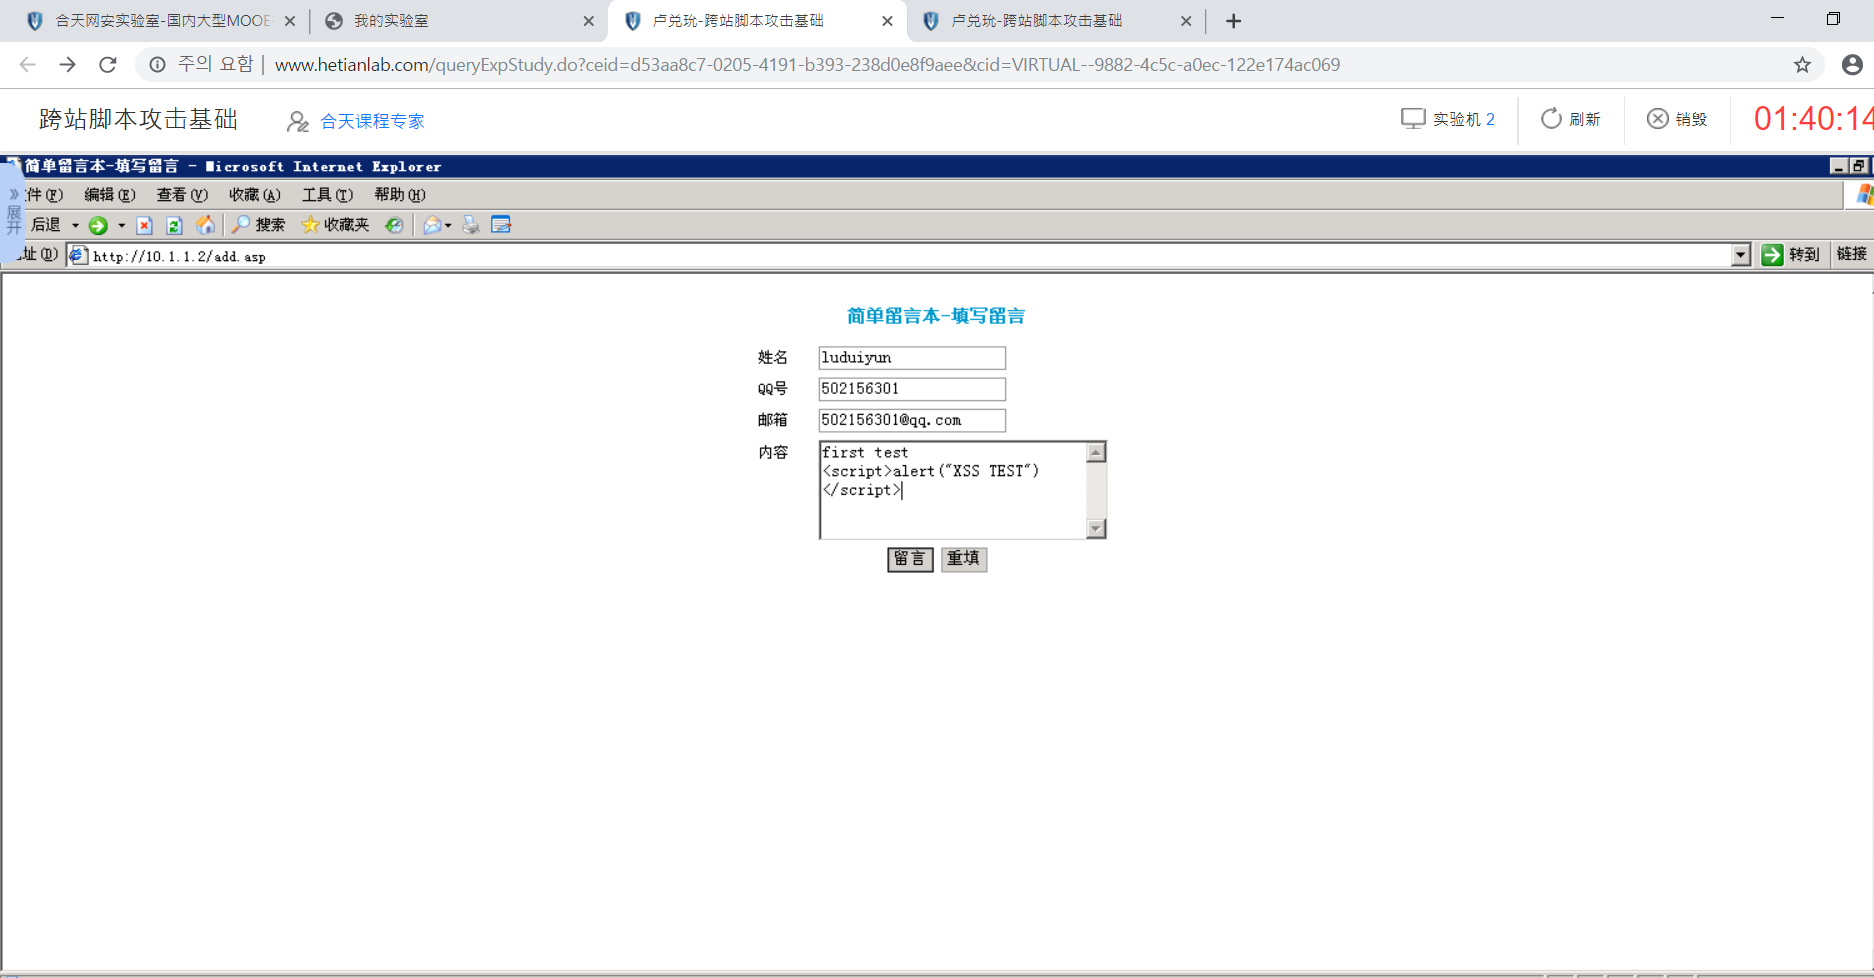 合天网安实验室-国内大型MOOE
我的实验室
卢兑玧-跨站脚本攻击基础
卢兑玧-跨站脚本攻击基础
주의 요함 | www.hetianlab.com/queryExpStudy.do?ceid=d53aa8c7-0205-4191-b393-238d0e8f9aee&cid=VIRTUAL--9882-4c5c-a0ec-122e174ac069
跨站脚本攻击基础 合天课程专家 实验机 2 刷新 销毁 01:40:14
简单留言本-填写留言 - Microsoft Internet Explorer
件(F) 编辑(E) 查看(V) 收藏(A) 工具(T) 帮助(H)
» 展开
后退 搜索 收藏夹
址(D) http://10.1.1.2/add.asp 转到 链接
简单留言本-填写留言
姓名 luduiyun
QQ号 502156301
邮箱 502156301@qq.com
内容 first test
<script>alert("XSS TEST")
</script>
留言 重填